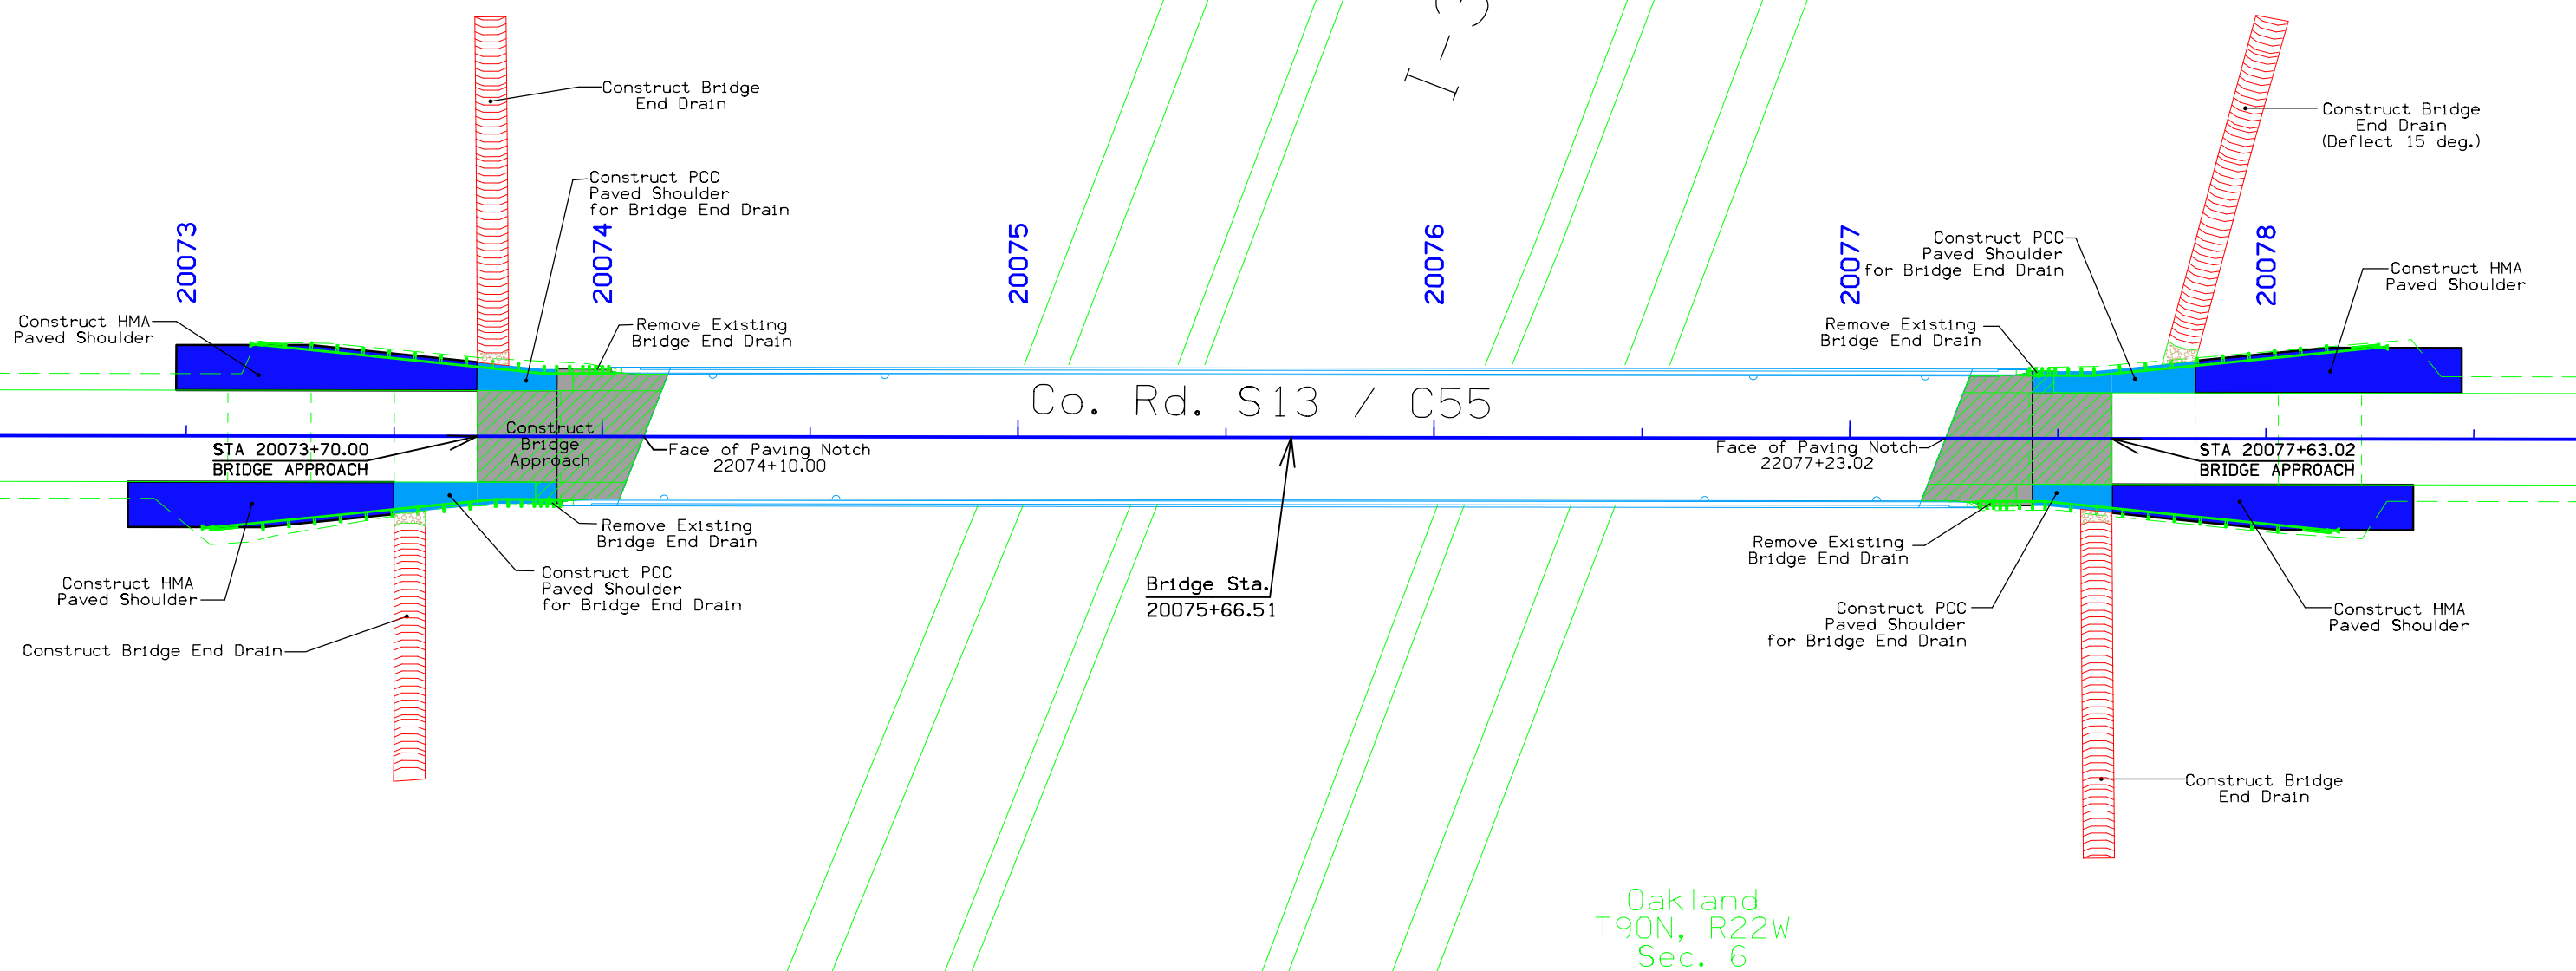 I-3
Construct Bridge
End Drain
Construct Bridge
End Drain
(Deflect 15 deg.)
Construct PCC
Paved Shoulder
for Bridge End Drain
20073
20074
20075
20076
20077
20078
Construct PCC
Paved Shoulder
for Bridge End Drain
Construct HMA
Paved Shoulder
Construct HMA
Paved Shoulder
Remove Existing
Bridge End Drain
Remove Existing
Bridge End Drain
Co. Rd. S13 / C55
STA 20073+70.00
BRIDGE APPROACH
Construct
Bridge
Approach
Face of Paving Notch
22074+10.00
Face of Paving Notch
22077+23.02
STA 20077+63.02
BRIDGE APPROACH
Remove Existing
Bridge End Drain
Remove Existing
Bridge End Drain
Construct HMA
Paved Shoulder
Construct PCC
Paved Shoulder
for Bridge End Drain
Bridge Sta.
20075+66.51
Construct PCC
Paved Shoulder
for Bridge End Drain
Construct HMA
Paved Shoulder
Construct Bridge End Drain
Construct Bridge
End Drain
Oakland
T90N, R22W
Sec. 6